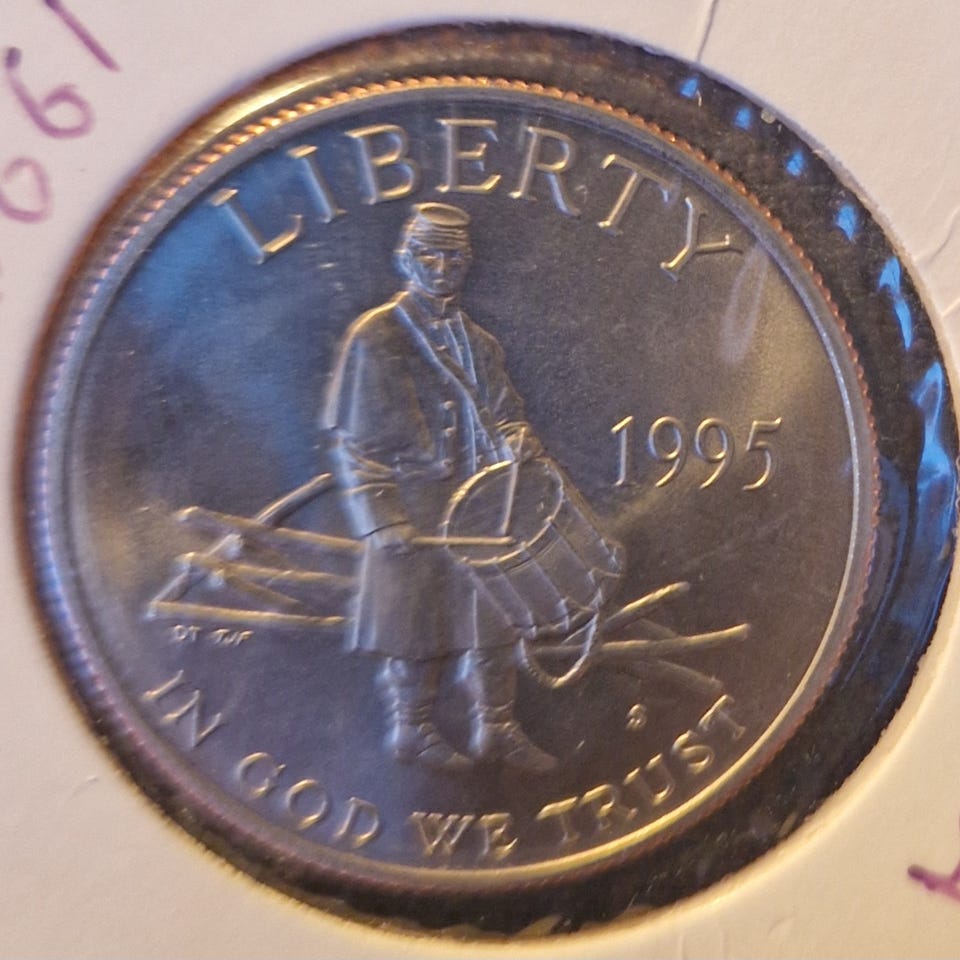 LIBERTY
1995
DT TJF
S
IN GOD WE TRUST